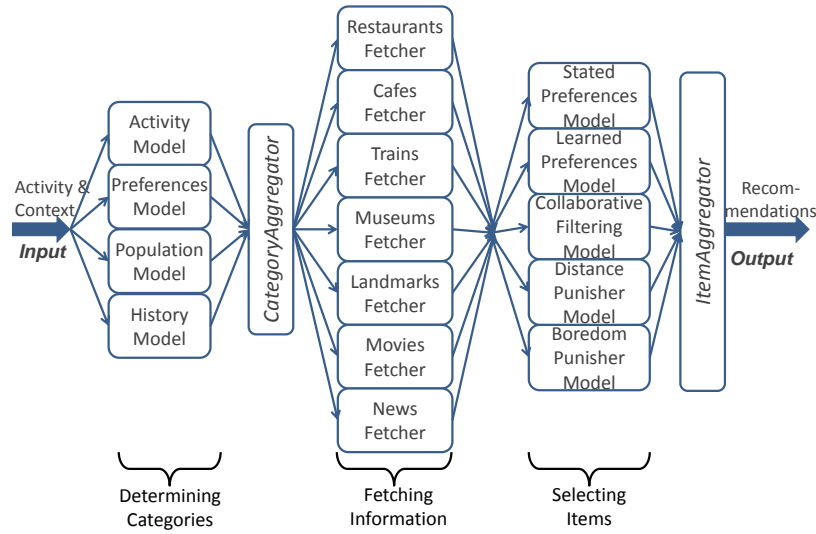 Activity &
Context
Input
Activity
Model
Preferences
Model
Population
Model
History
Model
CategoryAggregator
Restaurants
Fetcher
Cafes
Fetcher
Trains
Fetcher
Museums
Fetcher
Landmarks
Fetcher
Movies
Fetcher
News
Fetcher
Stated
Preferences
Model
Learned
Preferences
Model
Collaborative
Filtering
Model
Distance
Punisher
Model
Boredom
Punisher
Model
ItemAggregator
Recom-
mendations
Output
Determining
Categories
Fetching
Information
Selecting
Items